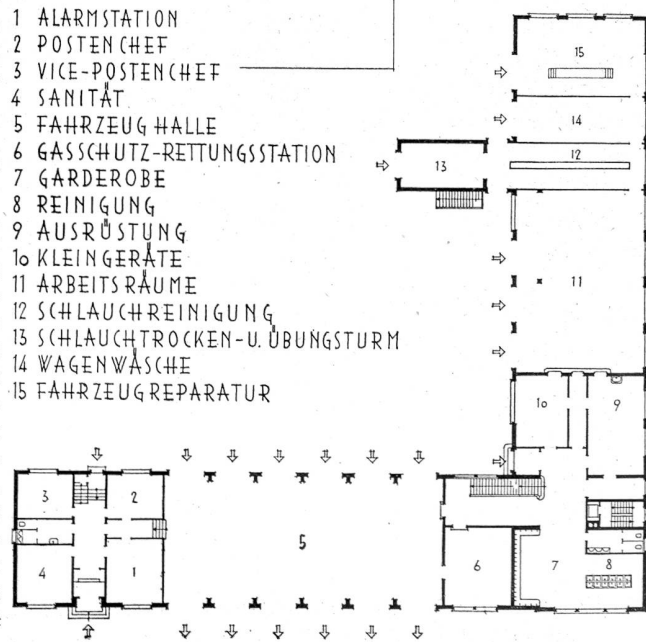 1 ALARMSTATION
2 POSTENCHEF
3 VICE-POSTENCHEF
4 SANITÄT
5 FAHRZEUGHALLE
6 GASSCHUTZ-RETTUNGSSTATION
7 GARDEROBE
8 REINIGUNG
9 AUSRÜSTUNG
10 KLEINGERÄTE
11 ARBEITSRÄUME
12 SCHLAUCHREINIGUNG
13 SCHLAUCHTROCKEN-U. ÜBUNGSTURM
14 WAGENWÄSCHE
15 FAHRZEUGREPARATUR
15
14
12
13
11
10
9
3
2
5
4
1
6
7
8